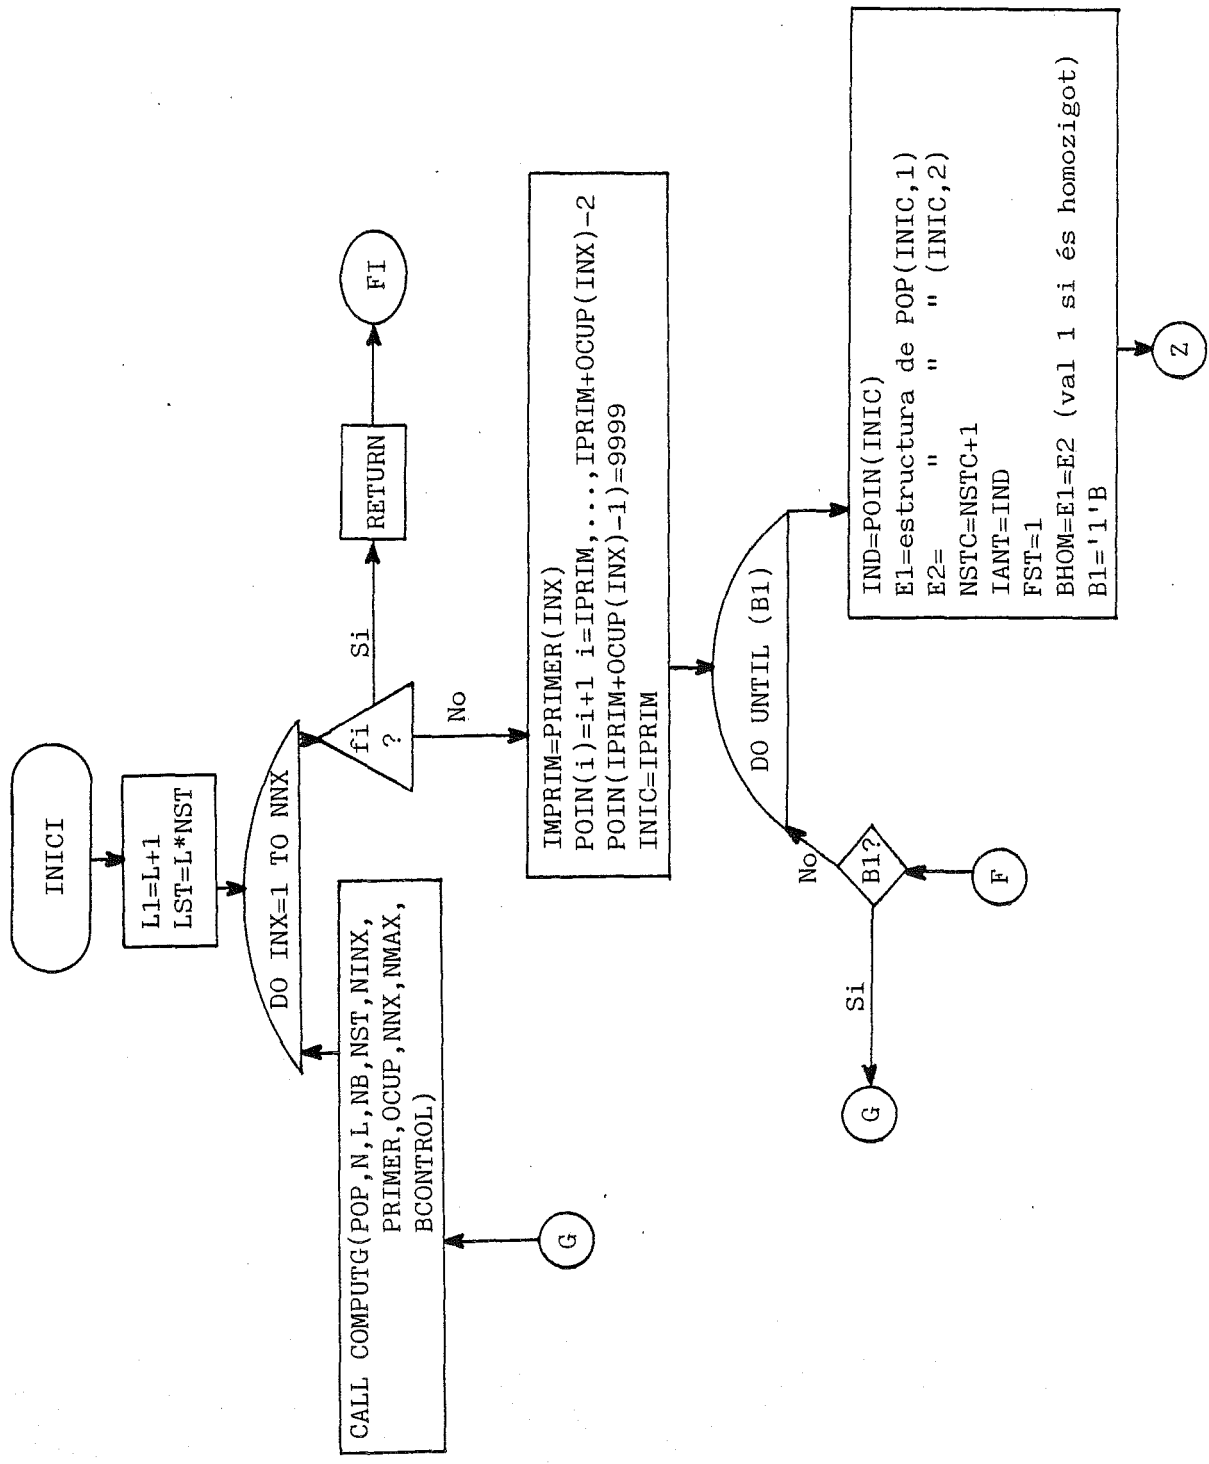 INICI
L1=L+1
LST=L*NST
DO INX=1 TO NNX
fi
?
Si
RETURN
FI
No
CALL COMPUTG(POP,N,L,NB,NST,NINX,
PRIMER,OCUP,NNX,NMAX,
BCONTROL)
G
IMPRIM=PRIMER(INX)
POIN(i)=i+1 i=IPRIM,...,IPRIM+OCUP(INX)-2
POIN(IPRIM+OCUP(INX)-1)=9999
INIC=IPRIM
DO UNTIL (B1)
No
B1?
Si
G
F
IND=POIN(INIC)
E1=estructura de POP(INIC,1)
E2= " " " (INIC,2)
NSTC=NSTC+1
IANT=IND
FST=1
BHOM=E1=E2 (val 1 si és homozigot)
B1='1'B
Z